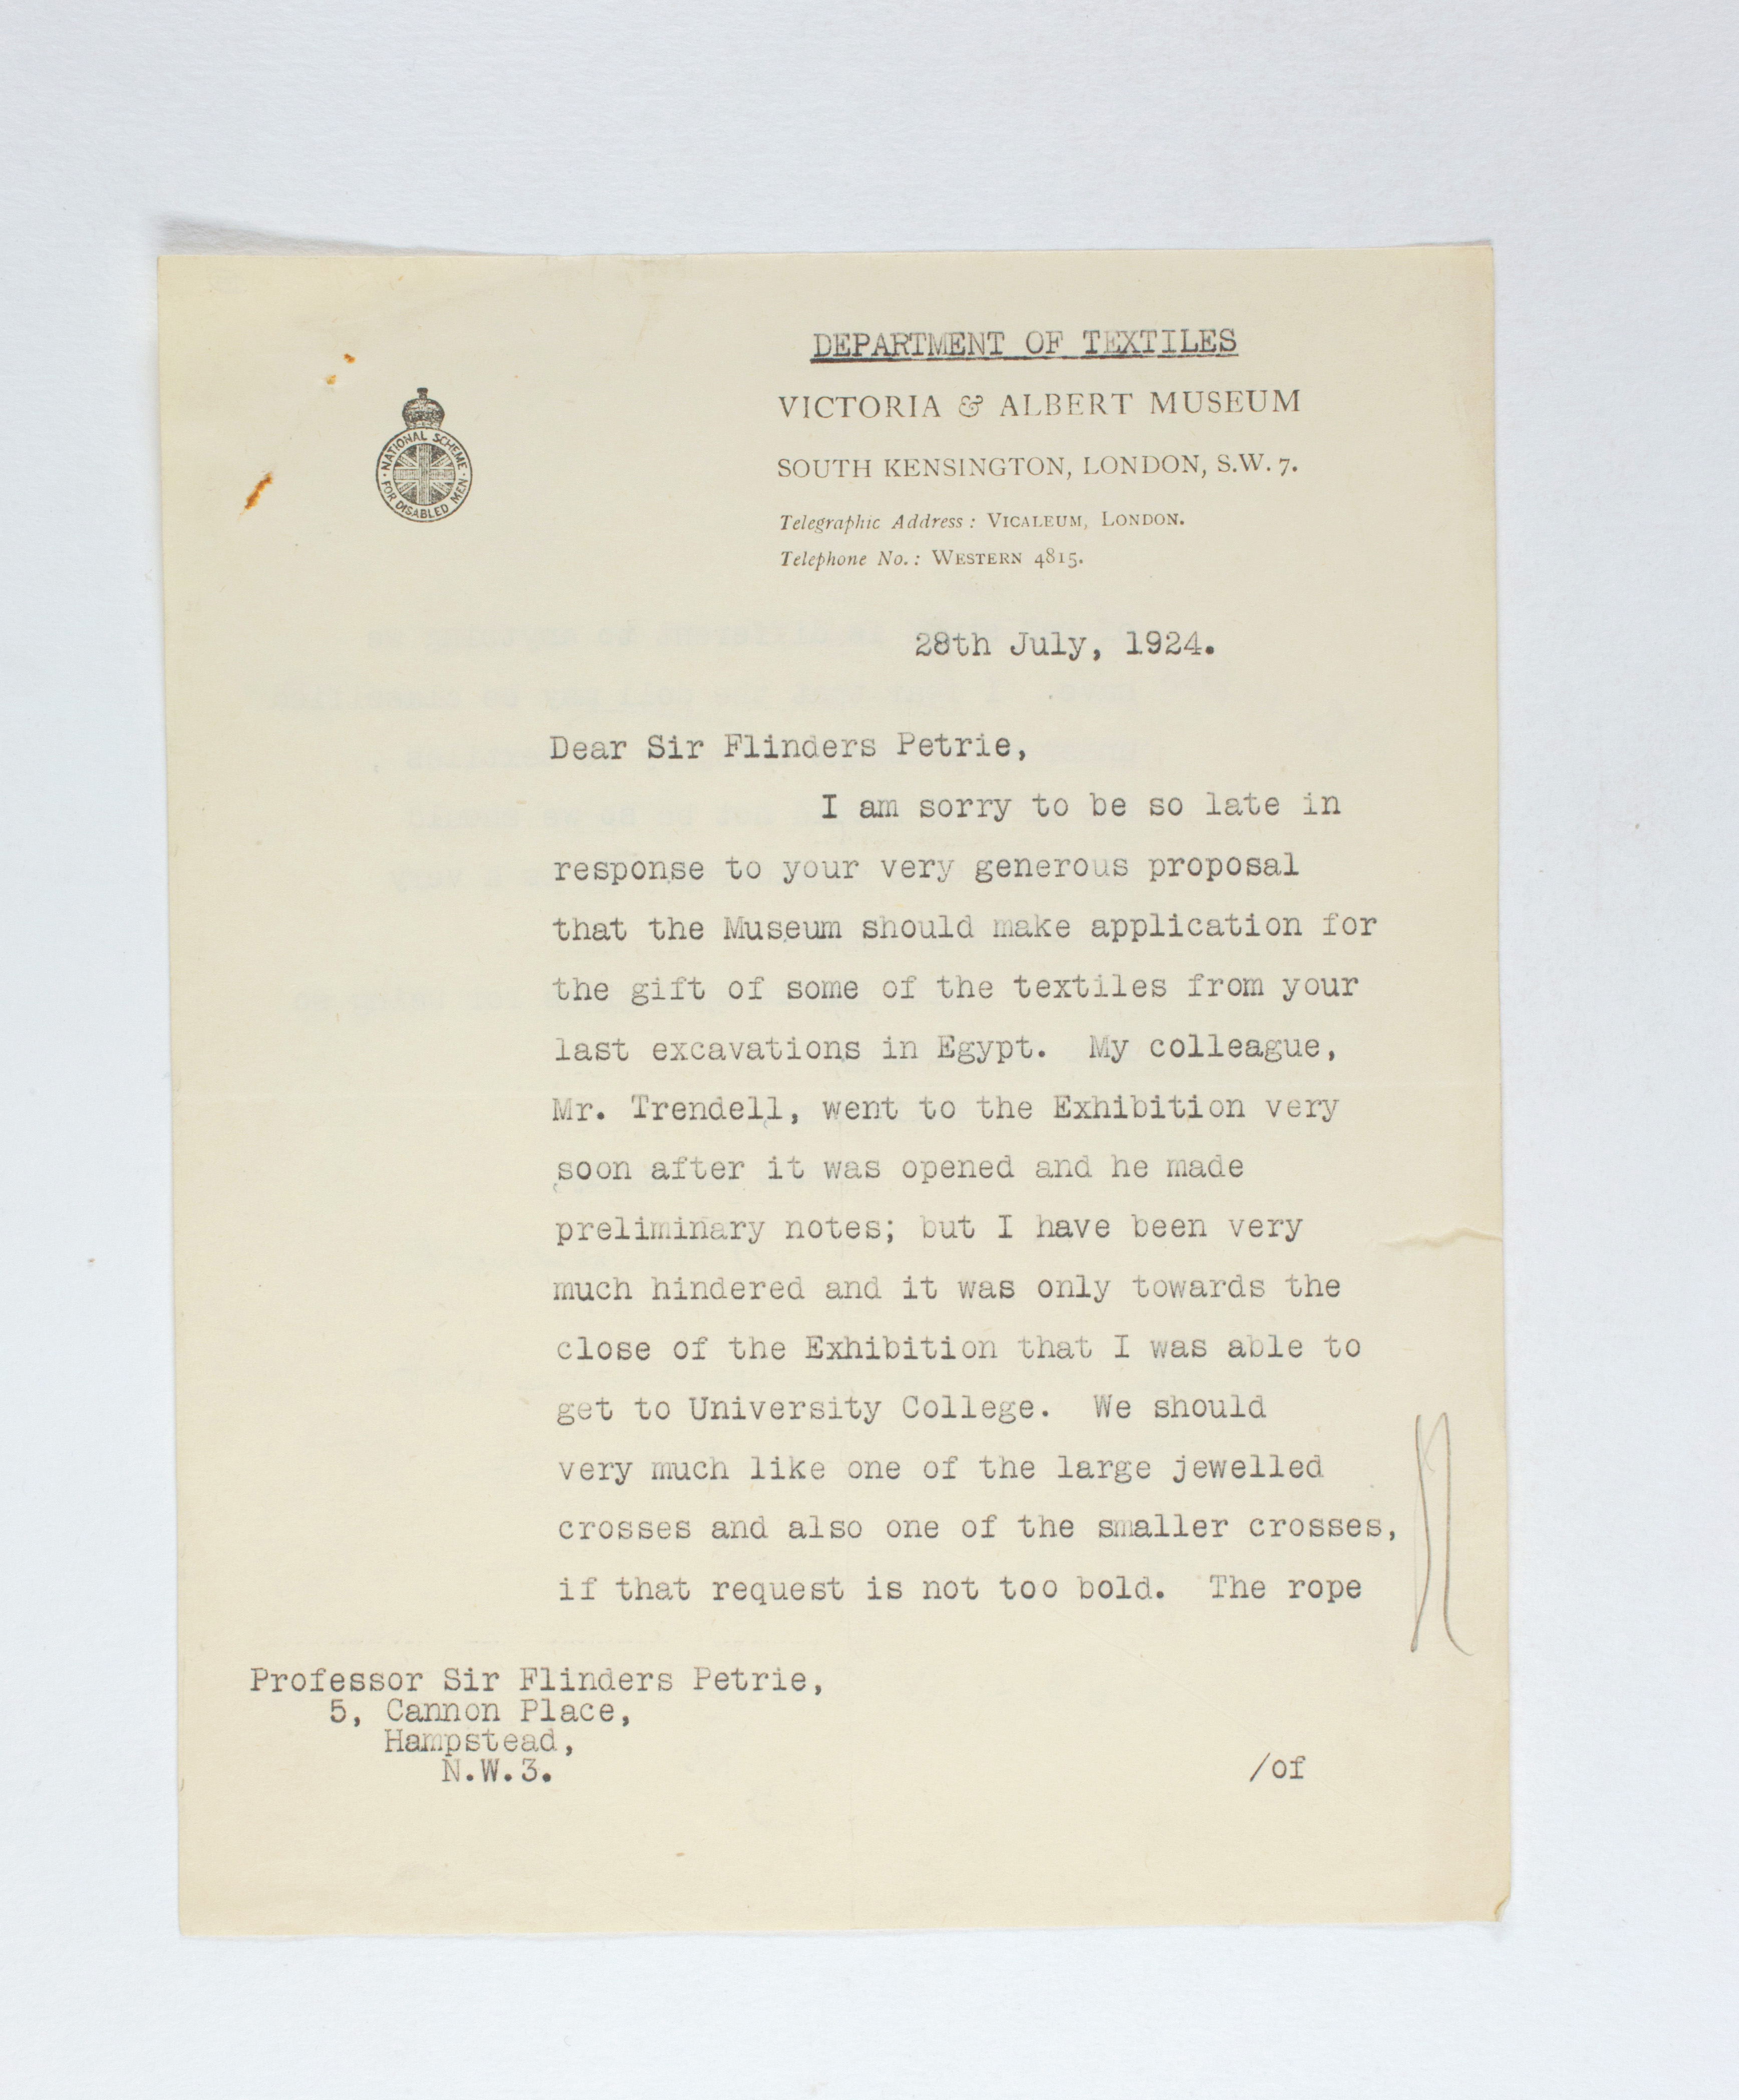 DEPARTMENT OF TEXTILES
VICTORIA & ALBERT MUSEUM
SOUTH KENSINGTON, LONDON, S.W. 7.
Telegraphic Address : VICALEUM, LONDON.
Telephone No. : WESTERN 4815.
· NATIONAL SCHEME · FOR DISABLED MEN
28th July, 1924.
Dear Sir Flinders Petrie,
I am sorry to be so late in
response to your very generous proposal
that the Museum should make application for
the gift of some of the textiles from your
last excavations in Egypt. My colleague,
Mr. Trendell, went to the Exhibition very
soon after it was opened and he made
preliminary notes; but I have been very
much hindered and it was only towards the
close of the Exhibition that I was able to
get to University College. We should
very much like one of the large jewelled
crosses and also one of the smaller crosses,
if that request is not too bold. The rope
Professor Sir Flinders Petrie,
5, Cannon Place,
Hampstead,
N.W.3.
/of